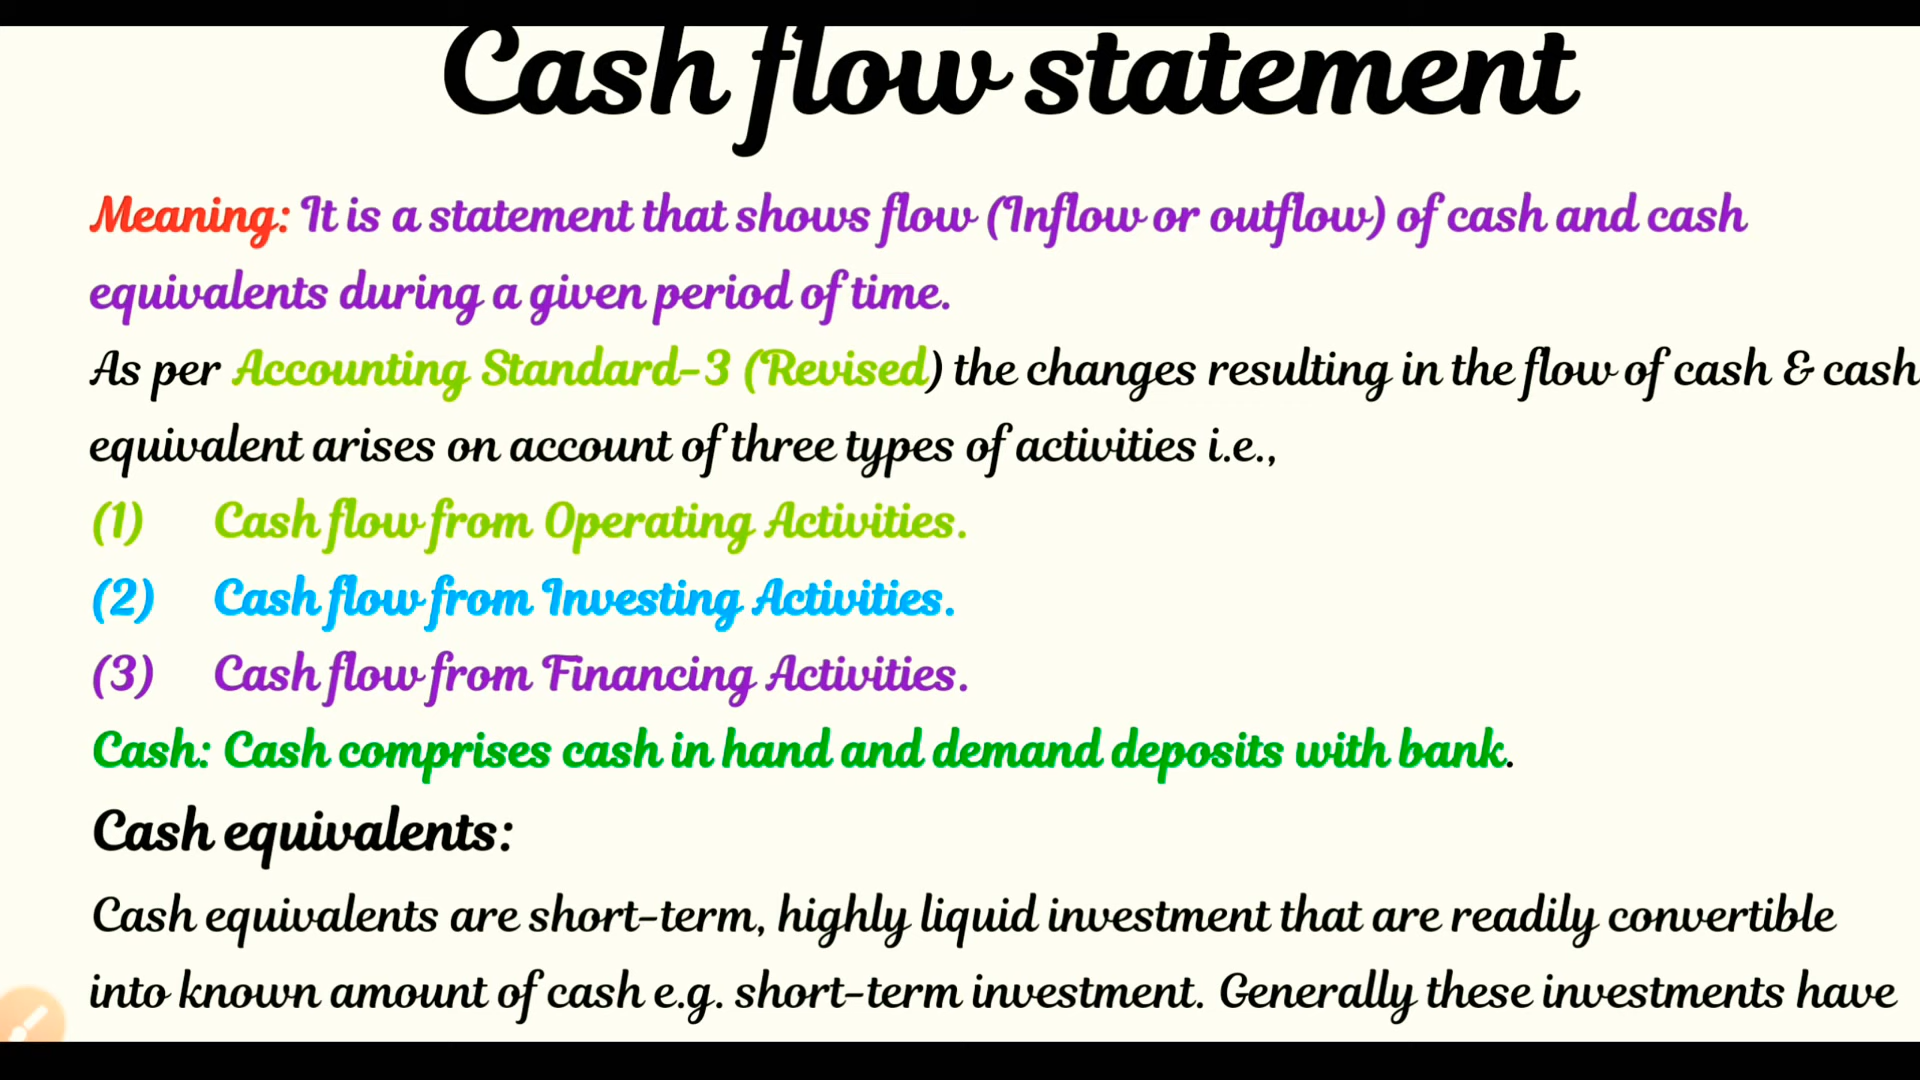 Cash flow statement
Meaning: It is a statement that shows flow (Inflow or outflow) of cash and cash
equivalents during a given period of time.
As per Accounting Standard-3 (Revised) the changes resulting in the flow of cash & cash
equivalent arises on account of three types of activities i.e.,
(1) Cash flow from Operating Activities.
(2) Cash flow from Investing Activities.
(3) Cash flow from Financing Activities.
Cash: Cash comprises cash in hand and demand deposits with bank.
Cash equivalents:
Cash equivalents are short-term, highly liquid investment that are readily convertible
into known amount of cash e.g. short-term investment. Generally these investments have